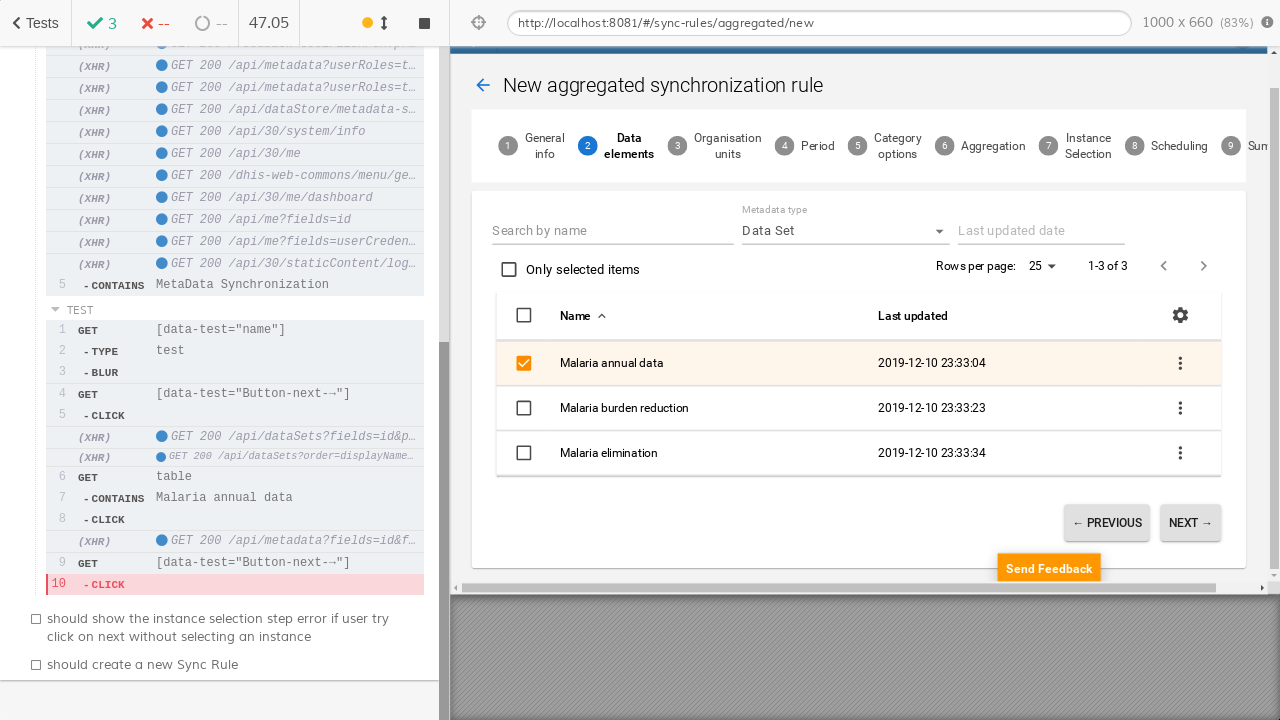 Tests
3
--
--
47.05
http://localhost:8081/#/sync-rules/aggregated/new
1000 x 660 (83%)
(XHR) GET 200 /api/metadata?userRoles=t…
(XHR) GET 200 /api/metadata?userRoles=t…
(XHR) GET 200 /api/dataStore/metadata-s…
(XHR) GET 200 /api/30/system/info
(XHR) GET 200 /api/30/me
(XHR) GET 200 /dhis-web-commons/menu/ge…
(XHR) GET 200 /api/30/me/dashboard
(XHR) GET 200 /api/me?fields=id
(XHR) GET 200 /api/me?fields=userCreden…
(XHR) GET 200 /api/30/staticContent/log…
5 -CONTAINS MetaData Synchronization
TEST
1 GET [data-test="name"]
2 -TYPE test
3 -BLUR
4 GET [data-test="Button-next-→"]
5 -CLICK
(XHR) GET 200 /api/dataSets?fields=id&p…
(XHR) GET 200 /api/dataSets?order=displayName…
6 GET table
7 -CONTAINS Malaria annual data
8 -CLICK
(XHR) GET 200 /api/metadata?fields=id&f…
9 GET [data-test="Button-next-→"]
10 -CLICK
should show the instance selection step error if user try
click on next without selecting an instance
should create a new Sync Rule
New aggregated synchronization rule
1 General info
2 Data elements
3 Organisation units
4 Period
5 Category options
6 Aggregation
7 Instance Selection
8 Scheduling
9
Search by name
Metadata type
Data Set
Last updated date
Only selected items
Rows per page: 25
1-3 of 3
Name
Last updated
Malaria annual data 2019-12-10 23:33:04
Malaria burden reduction 2019-12-10 23:33:23
Malaria elimination 2019-12-10 23:33:34
← PREVIOUS
NEXT →
Send Feedback